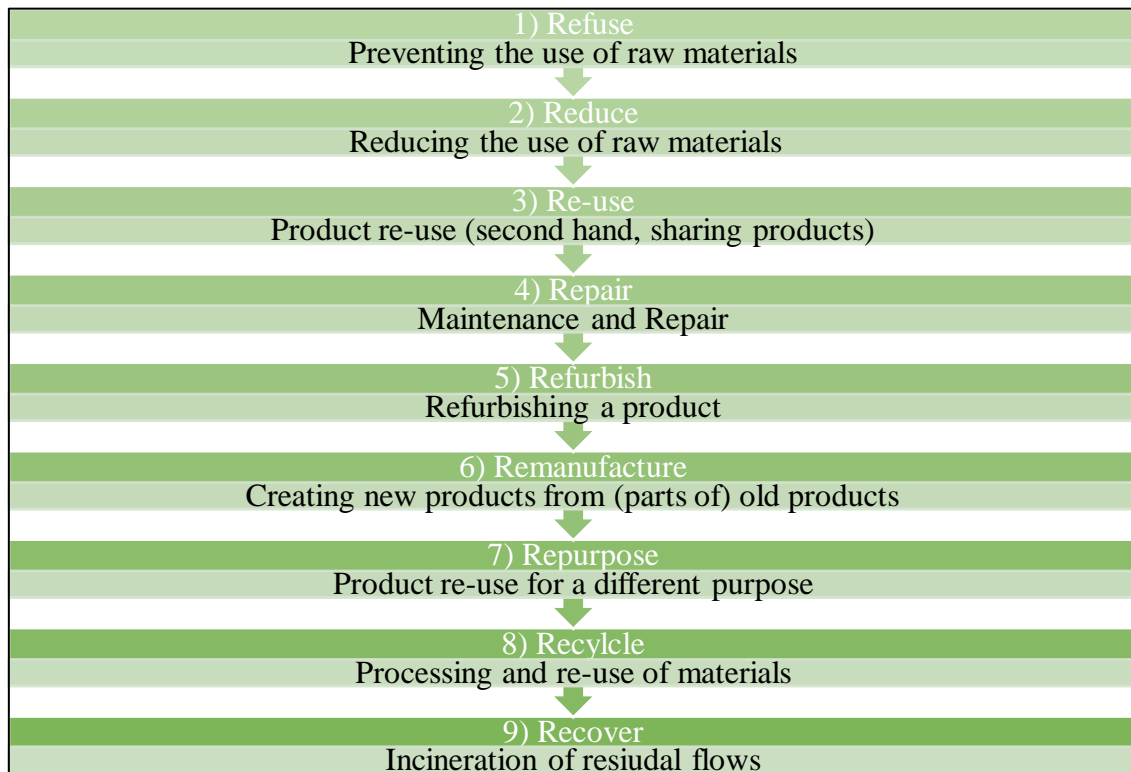 1) Refuse
Preventing the use of raw materials
2) Reduce
Reducing the use of raw materials
3) Re-use
Product re-use (second hand, sharing products)
4) Repair
Maintenance and Repair
5) Refurbish
Refurbishing a product
6) Remanufacture
Creating new products from (parts of) old products
7) Repurpose
Product re-use for a different purpose
8) Recylcle
Processing and re-use of materials
9) Recover
Incineration of resiudal flows